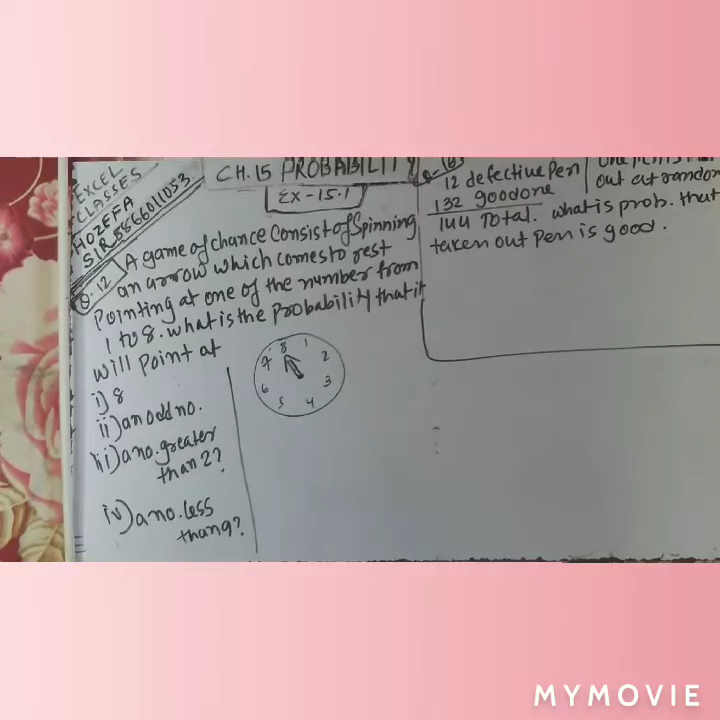 EXCEL
CLASSES
HOZEFA
SIR.5566011053
CH.15 PROBABILITY
EX-15.1
Q.12 A game of chance Consist of Spinning
an arrow which comes to rest
Pointing at one of the number from
1 to 8. what is the probability that it
will point at
i) 8
ii) an odd no.
iii) a no. greater
than 2?
iv) a no. less
than 9?
8 1 2 3 4 5 6 7
12 defective Pen
132 good one
144 Total.
out at random
what is prob. that
taken out Pen is good.
MYMOVIE